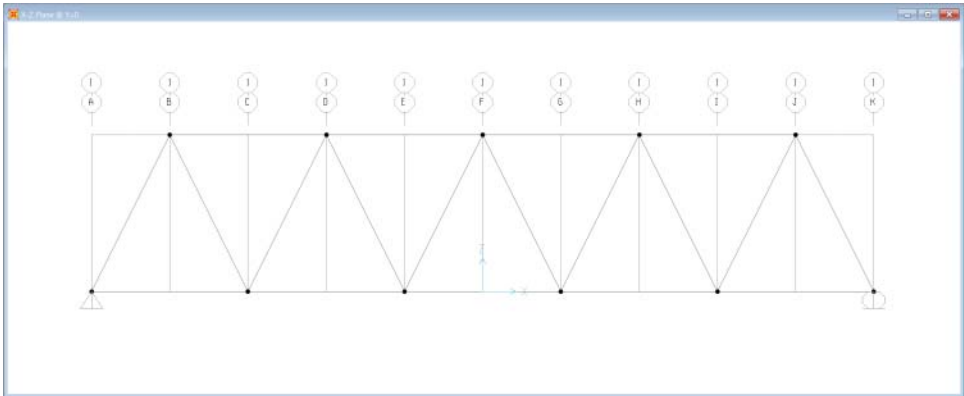 X-Z Plane @ Y=0
1 1 1 1 1 1 1 1 1 1 1
A B C D E F G H I J K
Z
X